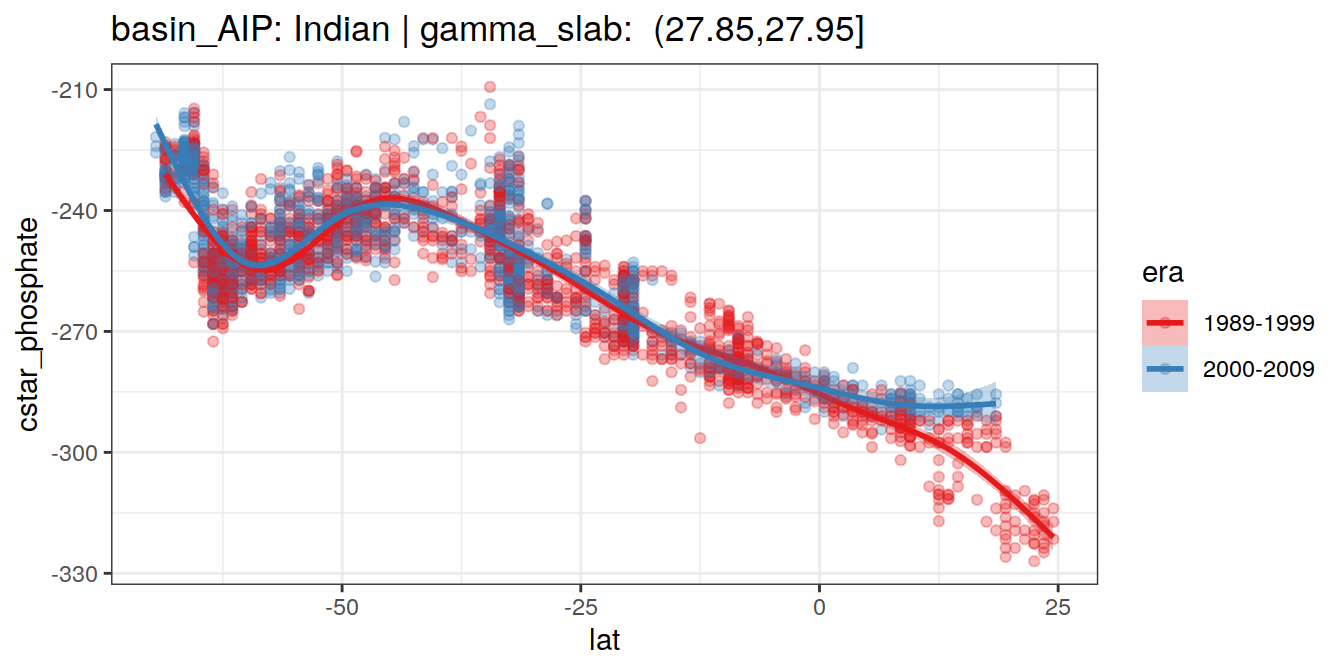 basin_AIP: Indian | gamma_slab:  (27.85,27.95]
cstar_phosphate
-210
-240
-270
-300
-330
-50
-25
0
25
lat
era
1989-1999
2000-2009